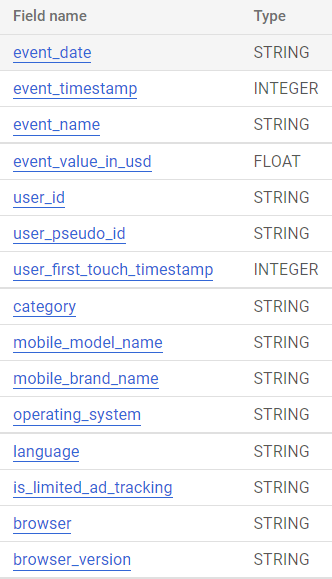 Field name Type
event_date STRING
event_timestamp INTEGER
event_name STRING
event_value_in_usd FLOAT
user_id STRING
user_pseudo_id STRING
user_first_touch_timestamp INTEGER
category STRING
mobile_model_name STRING
mobile_brand_name STRING
operating_system STRING
language STRING
is_limited_ad_tracking STRING
browser STRING
browser_version STRING